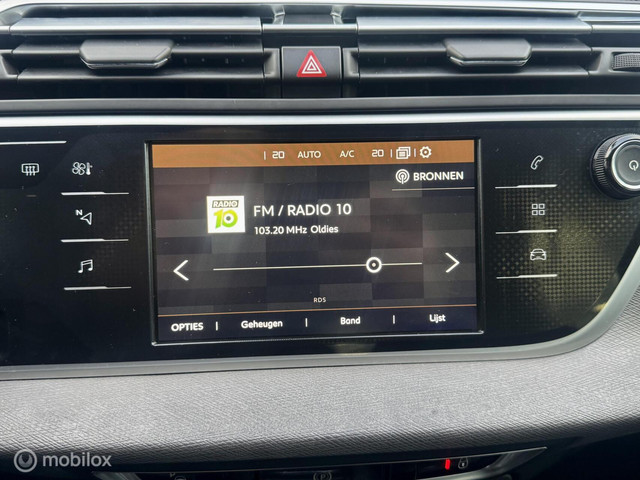 20 AUTO A/C 20
BRONNEN
RADIO
10
FM / RADIO 10
103.20 MHz Oldies
N
RDS
OPTIES Geheugen Band Lijst
mobilox